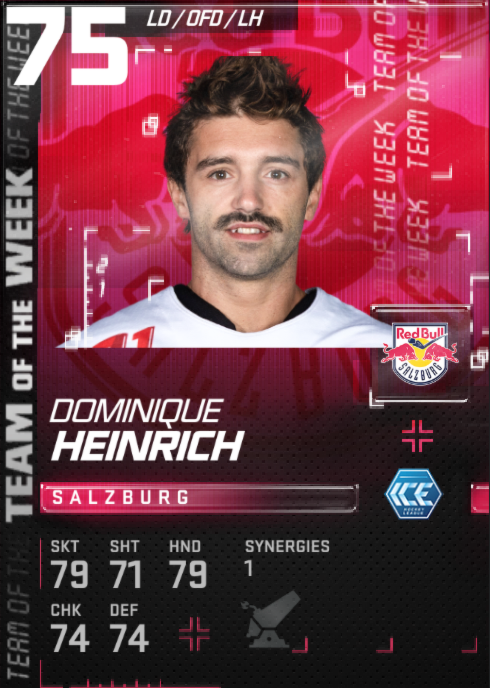 75
LD / OFD / LH
TEAM OF THE WEEK
TEAM OF THE WEEK
TEAM OF THE WEEK
Red Bull
SALZBURG
DOMINIQUE
HEINRICH
SALZBURG
ICE
HOCKEY
LEAGUE
SKT
79
SHT
71
HND
79
SYNERGIES
1
CHK
74
DEF
74
TEAM OF THE